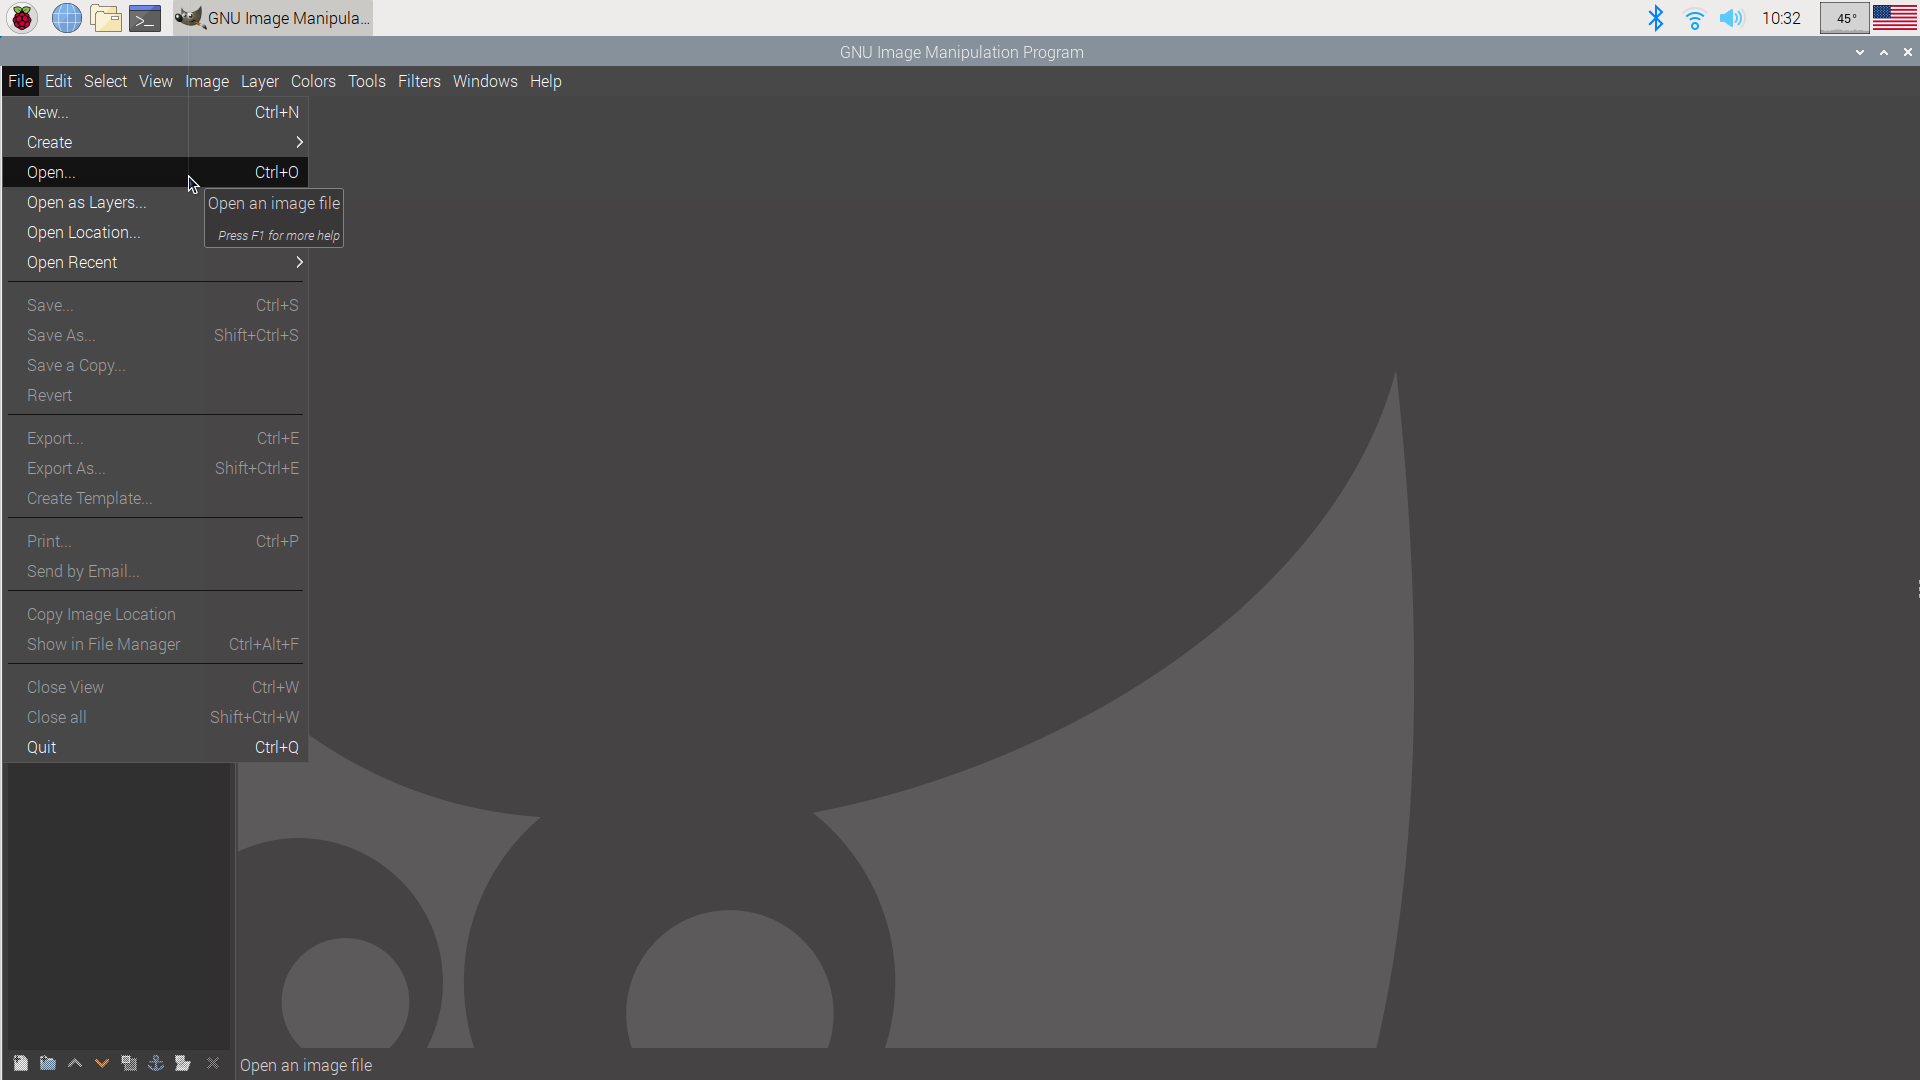 GNU Image Manipula...
10:32
45°
GNU Image Manipulation Program
File Edit Select View Image Layer Colors Tools Filters Windows Help
New... Ctrl+N
Create
Open... Ctrl+O
Open as Layers...
Open an image file
Open Location...
Press F1 for more help
Open Recent
Save... Ctrl+S
Save As... Shift+Ctrl+S
Save a Copy...
Revert
Export... Ctrl+E
Export As... Shift+Ctrl+E
Create Template...
Print... Ctrl+P
Send by Email...
Copy Image Location
Show in File Manager Ctrl+Alt+F
Close View Ctrl+W
Close all Shift+Ctrl+W
Quit Ctrl+Q
Open an image file